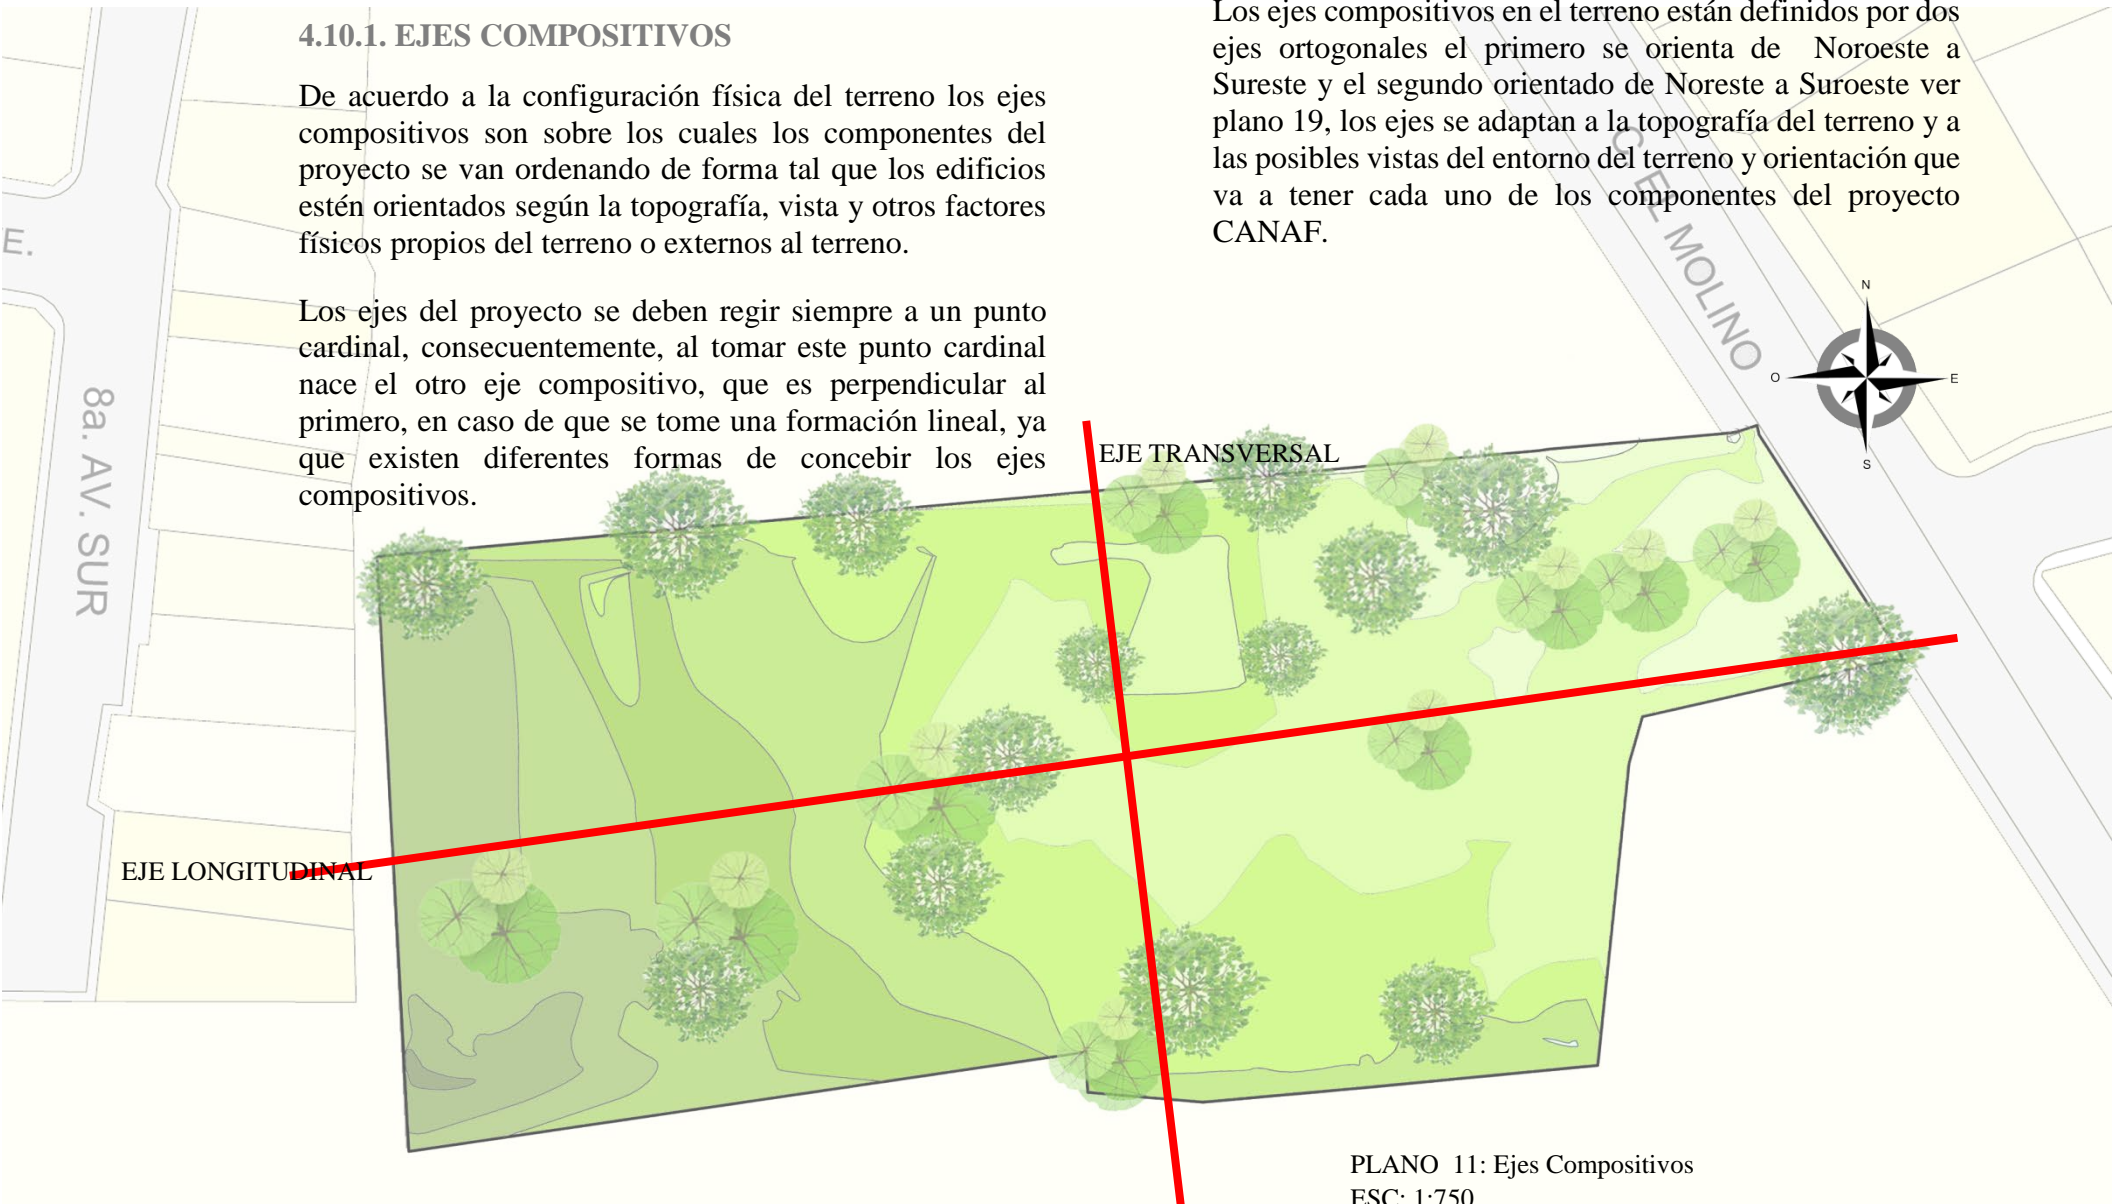 4.10.1. EJES COMPOSITIVOS
De acuerdo a la configuración física del terreno los ejes
compositivos son sobre los cuales los componentes del
proyecto se van ordenando de forma tal que los edificios
estén orientados según la topografía, vista y otros factores
físicos propios del terreno o externos al terreno.
Los ejes del proyecto se deben regir siempre a un punto
cardinal, consecuentemente, al tomar este punto cardinal
nace el otro eje compositivo, que es perpendicular al
primero, en caso de que se tome una formación lineal, ya
que existen diferentes formas de concebir los ejes
compositivos.
Los ejes compositivos en el terreno están definidos por dos
ejes ortogonales el primero se orienta de Noroeste a
Sureste y el segundo orientado de Noreste a Suroeste ver
plano 19, los ejes se adaptan a la topografía del terreno y a
las posibles vistas del entorno del terreno y orientación que
va a tener cada uno de los componentes del proyecto
CANAF.
E.
8a. AV. SUR
C. EL MOLINO
N
O
E
S
EJE TRANSVERSAL
EJE LONGITUDINAL
PLANO 11: Ejes Compositivos
ESC: 1:750